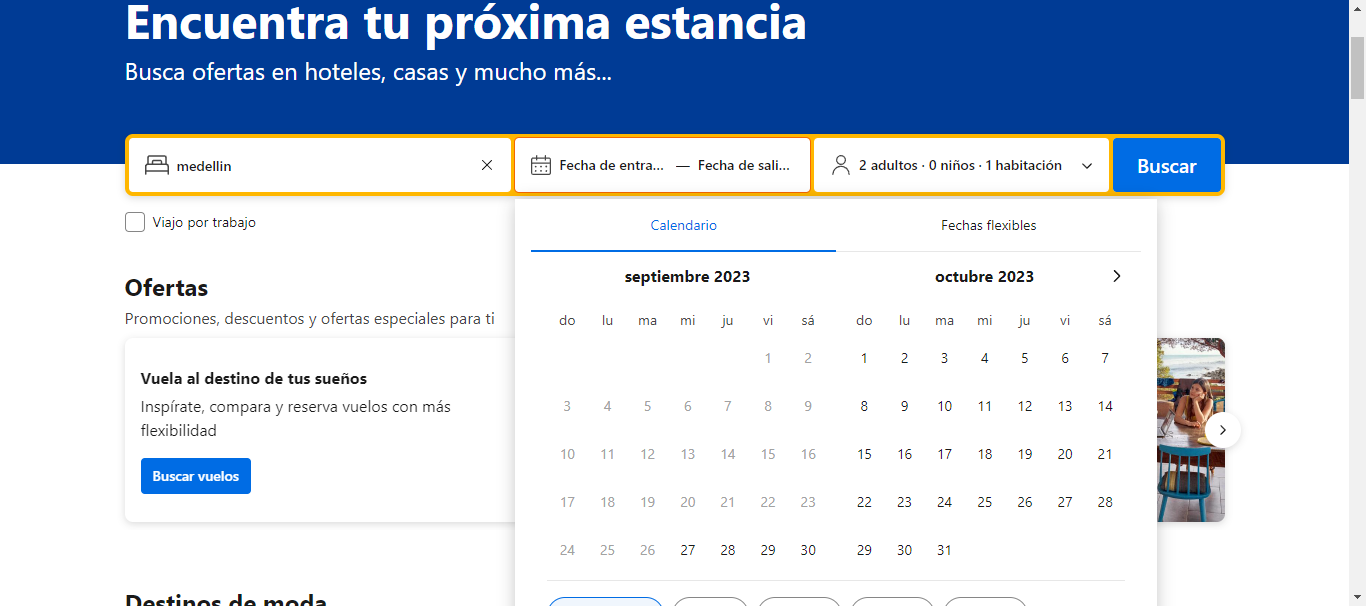 Encuentra tu próxima estancia
Busca ofertas en hoteles, casas y mucho más...
medellin
Fecha de entra... — Fecha de sali...
2 adultos · 0 niños · 1 habitación
Buscar
Viajo por trabajo
Calendario Fechas flexibles
septiembre 2023
do lu ma mi ju vi sá
1 2
3 4 5 6 7 8 9
10 11 12 13 14 15 16
17 18 19 20 21 22 23
24 25 26 27 28 29 30
octubre 2023
do lu ma mi ju vi sá
1 2 3 4 5 6 7
8 9 10 11 12 13 14
15 16 17 18 19 20 21
22 23 24 25 26 27 28
29 30 31
Ofertas
Promociones, descuentos y ofertas especiales para ti
Vuela al destino de tus sueños
Inspírate, compara y reserva vuelos con más
flexibilidad
Buscar vuelos
Destinos de moda